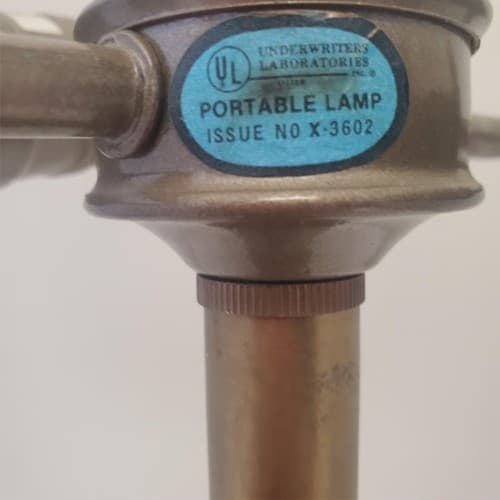 UL
UNDERWRITERS
LABORATORIES
INC. ®
PORTABLE LAMP
ISSUE NO X-3602